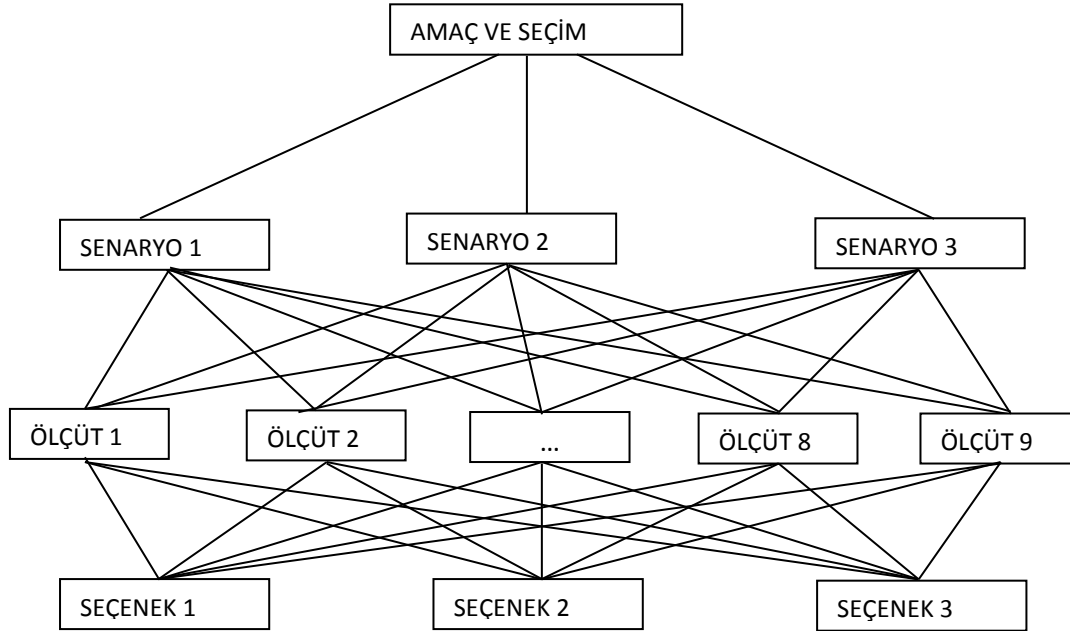 AMAÇ VE SEÇİM
SENARYO 1
SENARYO 2
SENARYO 3
ÖLÇÜT 1
ÖLÇÜT 2
...
ÖLÇÜT 8
ÖLÇÜT 9
SEÇENEK 1
SEÇENEK 2
SEÇENEK 3